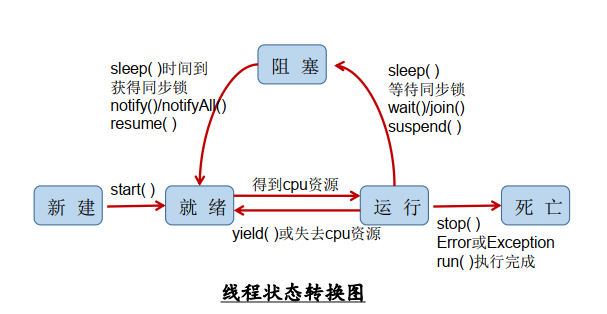 阻 塞
sleep( )时间到
获得同步锁
notify()/notifyAll()
resume( )
sleep( )
等待同步锁
wait()/join()
suspend( )
新 建
start( )
就 绪
得到cpu资源
yield( )或失去cpu资源
运 行
死 亡
stop( )
Error或Exception
run( )执行完成
线程状态转换图